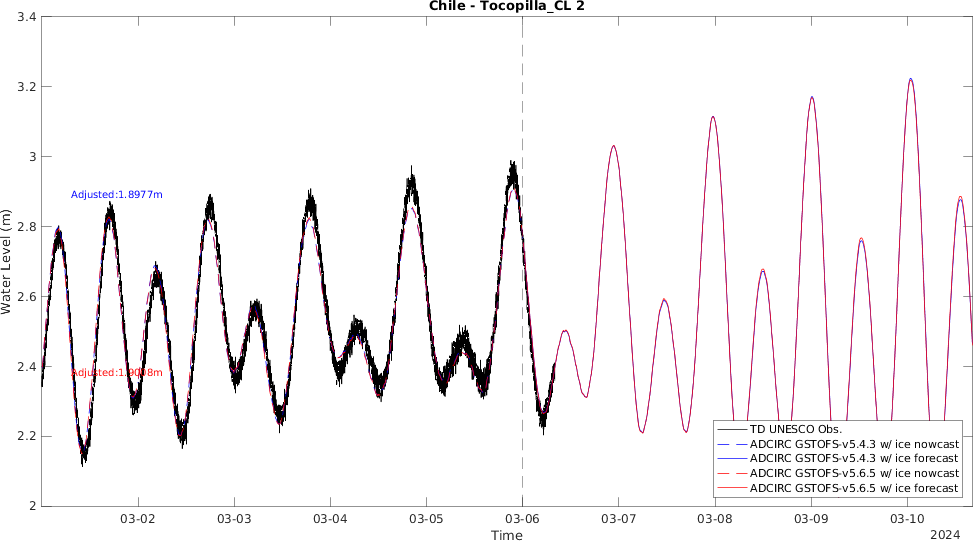 Chile - Tocopilla_CL 2
3.4
3.2
3
2.8
2.6
2.4
2.2
2
Water Level (m)
Adjusted:1.8977m
Adjusted:1.9008m
TD UNESCO Obs.
ADCIRC GSTOFS-v5.4.3 w/ ice nowcast
ADCIRC GSTOFS-v5.4.3 w/ ice forecast
ADCIRC GSTOFS-v5.6.5 w/ ice nowcast
ADCIRC GSTOFS-v5.6.5 w/ ice forecast
03-02 03-03 03-04 03-05 03-06 03-07 03-08 03-09 03-10
Time
2024